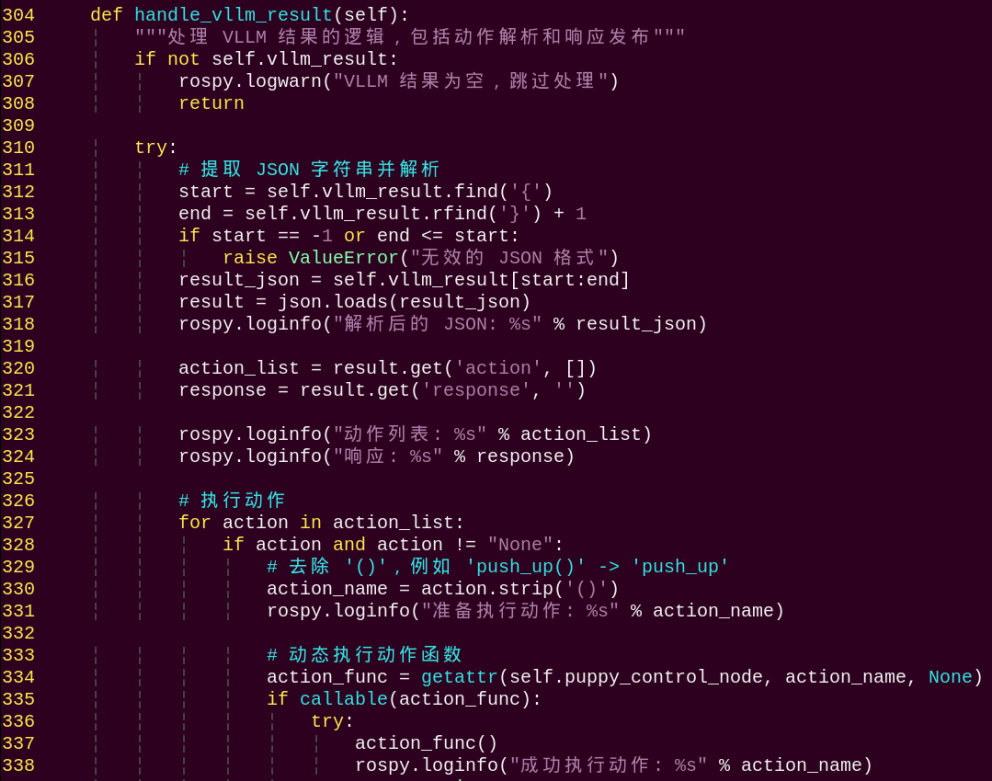 304     def handle_vllm_result(self):
305         """处理 VLLM 结果的逻辑，包括动作解析和响应发布"""
306         if not self.vllm_result:
307             rospy.logwarn("VLLM 结果为空，跳过处理")
308             return
309
310         try:
311             # 提取 JSON 字符串并解析
312             start = self.vllm_result.find('{')
313             end = self.vllm_result.rfind('}') + 1
314             if start == -1 or end <= start:
315                 raise ValueError("无效的 JSON 格式")
316             result_json = self.vllm_result[start:end]
317             result = json.loads(result_json)
318             rospy.loginfo("解析后的 JSON: %s" % result_json)
319
320             action_list = result.get('action', [])
321             response = result.get('response', '')
322
323             rospy.loginfo("动作列表: %s" % action_list)
324             rospy.loginfo("响应: %s" % response)
325
326             # 执行动作
327             for action in action_list:
328                 if action and action != "None":
329                     # 去除 '()'，例如 'push_up()' -> 'push_up'
330                     action_name = action.strip('()')
331                     rospy.loginfo("准备执行动作: %s" % action_name)
332
333                     # 动态执行动作函数
334                     action_func = getattr(self.puppy_control_node, action_name, None)
335                     if callable(action_func):
336                         try:
337                             action_func()
338                             rospy.loginfo("成功执行动作: %s" % action_name)